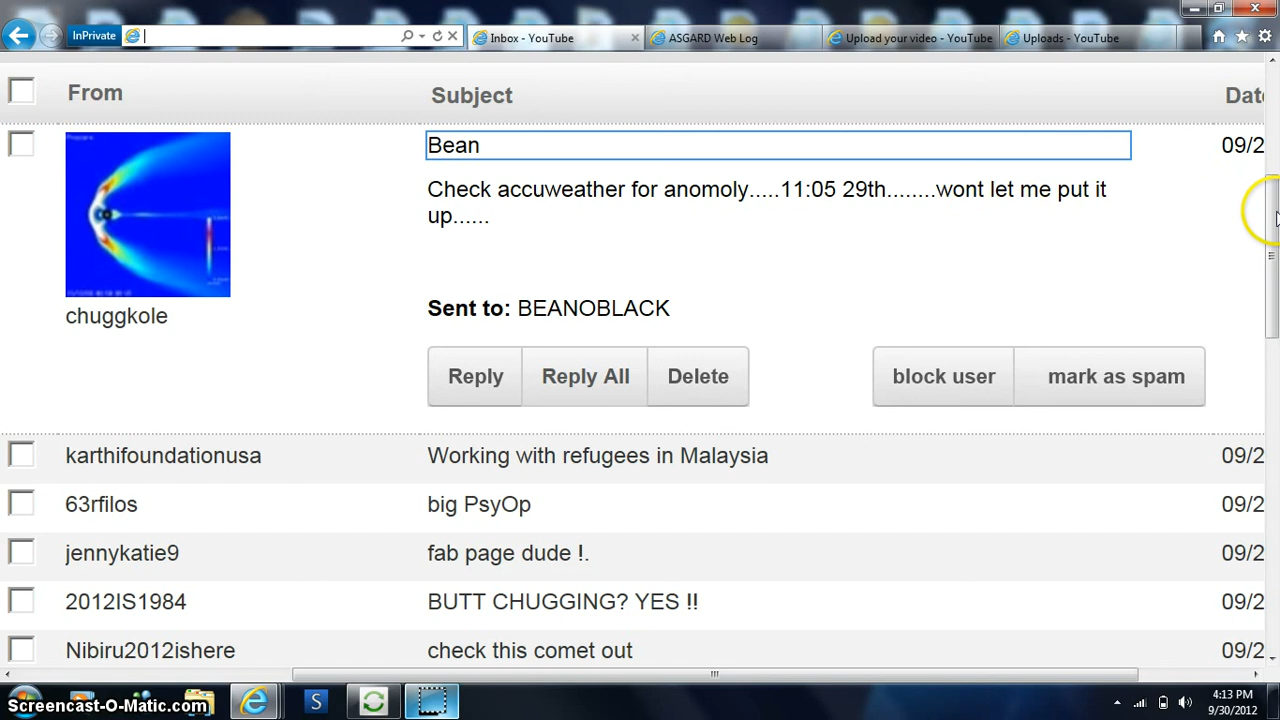 InPrivate
Inbox - YouTube
ASGARD Web Log
Upload your video - YouTube
Uploads - YouTube
From
Subject
Date
Bean
09/2
Check accuweather for anomoly.....11:05 29th........wont let me put it
up......
Sent to: BEANOBLACK
chuggkole
Reply
Reply All
Delete
block user
mark as spam
karthifoundationusa
Working with refugees in Malaysia
09/2
63rfilos
big PsyOp
09/2
jennykatie9
fab page dude !.
09/2
2012IS1984
BUTT CHUGGING? YES !!
09/2
Nibiru2012ishere
check this comet out
09/2
Screencast-O-Matic.com
S
4:13 PM
9/30/2012